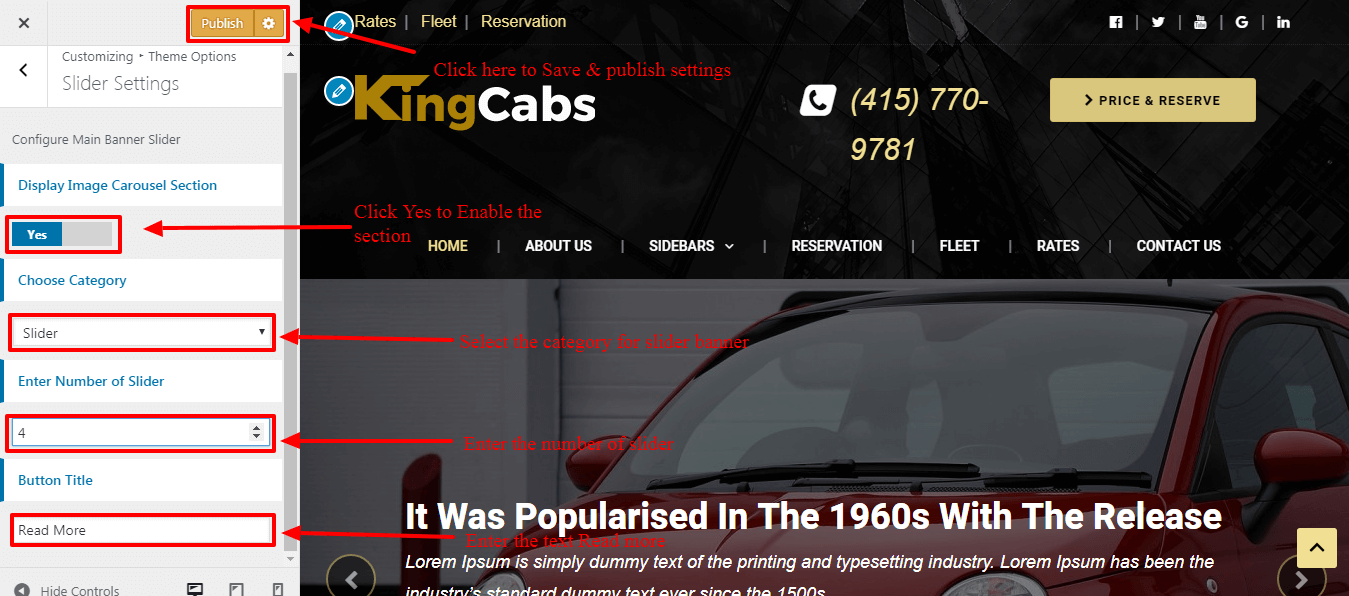 Publish
Customizing ▸ Theme Options
Slider Settings
Configure Main Banner Slider
Display Image Carousel Section
Yes
Choose Category
Slider
Enter Number of Slider
4
Button Title
Read More
Hide Controls
Rates | Fleet | Reservation
Click here to Save & publish settings
KingCabs
(415) 770-
9781
PRICE & RESERVE
Click Yes to Enable the
section
HOME | ABOUT US | SIDEBARS | RESERVATION | FLEET | RATES | CONTACT US
Select the category for slider banner
Enter the number of slider
It Was Popularised In The 1960s With The Release
Enter the text Read more
Lorem Ipsum is simply dummy text of the printing and typesetting industry. Lorem Ipsum has been the
industry's standard dummy text ever since the 1500s